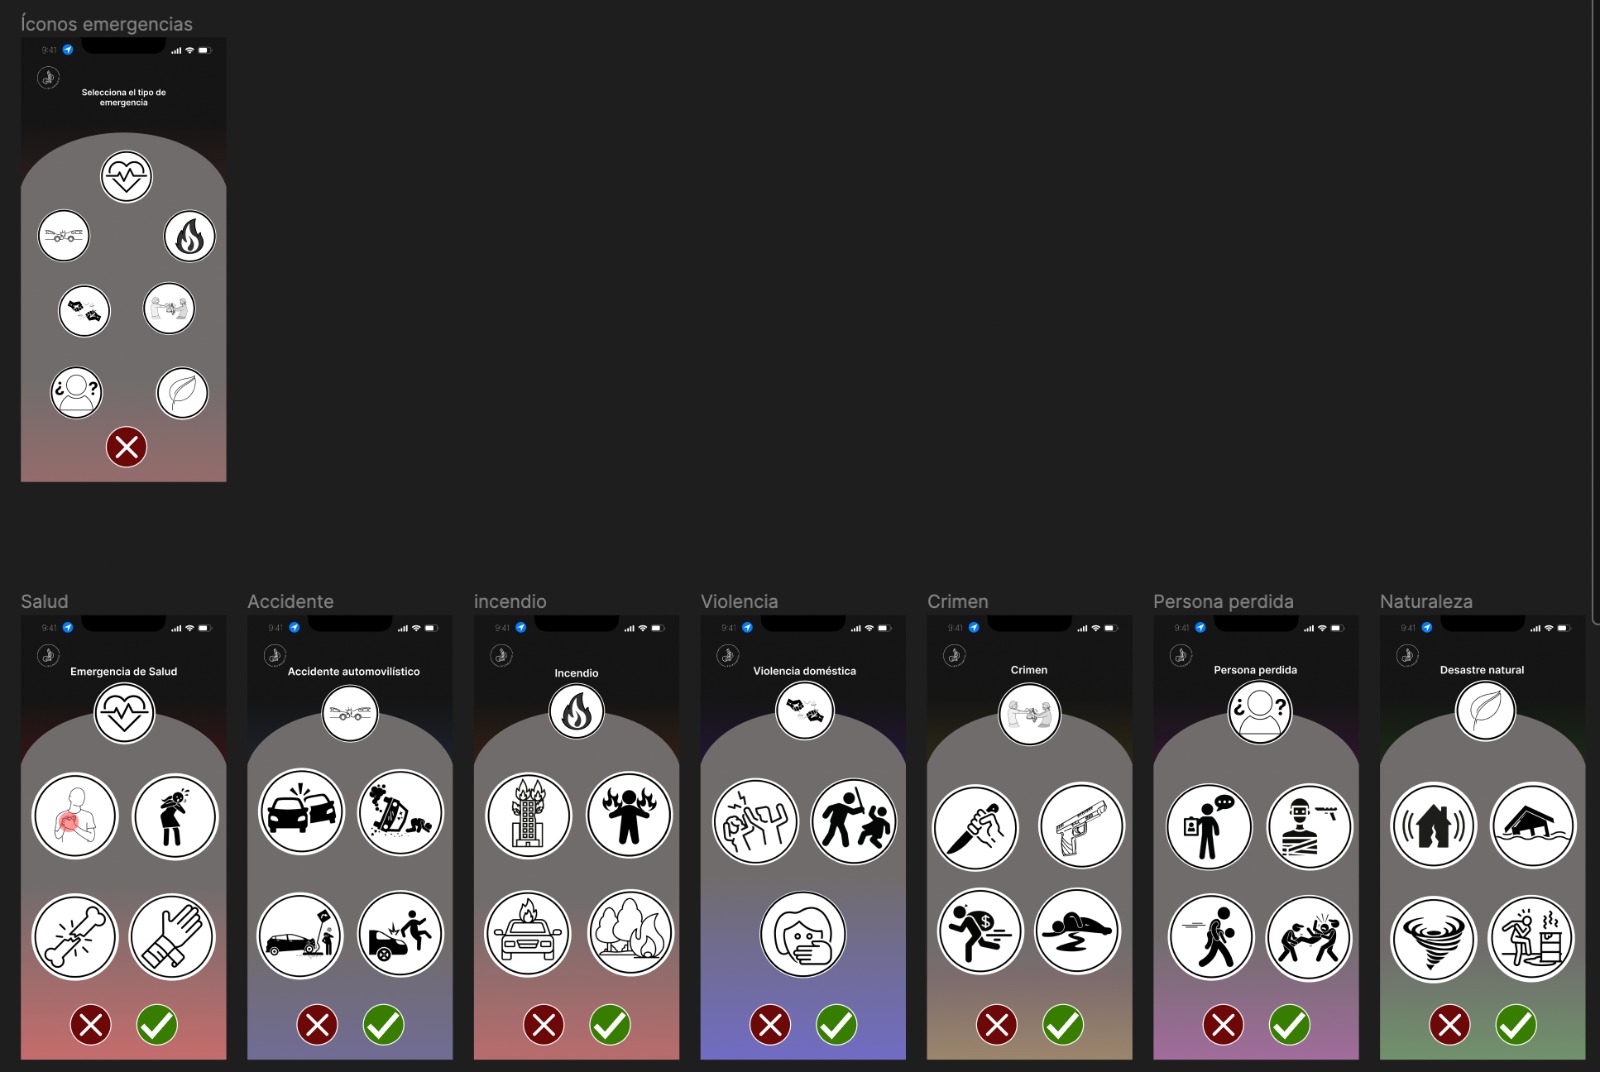 Íconos emergencias
9:41
Selecciona el tipo de
emergencia
¿ ?
Salud
Accidente
incendio
Violencia
Crimen
Persona perdida
Naturaleza
9:41
9:41
9:41
9:41
9:41
9:41
9:41
Emergencia de Salud
Accidente automovilístico
Incendio
Violencia doméstica
Crimen
Persona perdida
Desastre natural
¿ ?
$